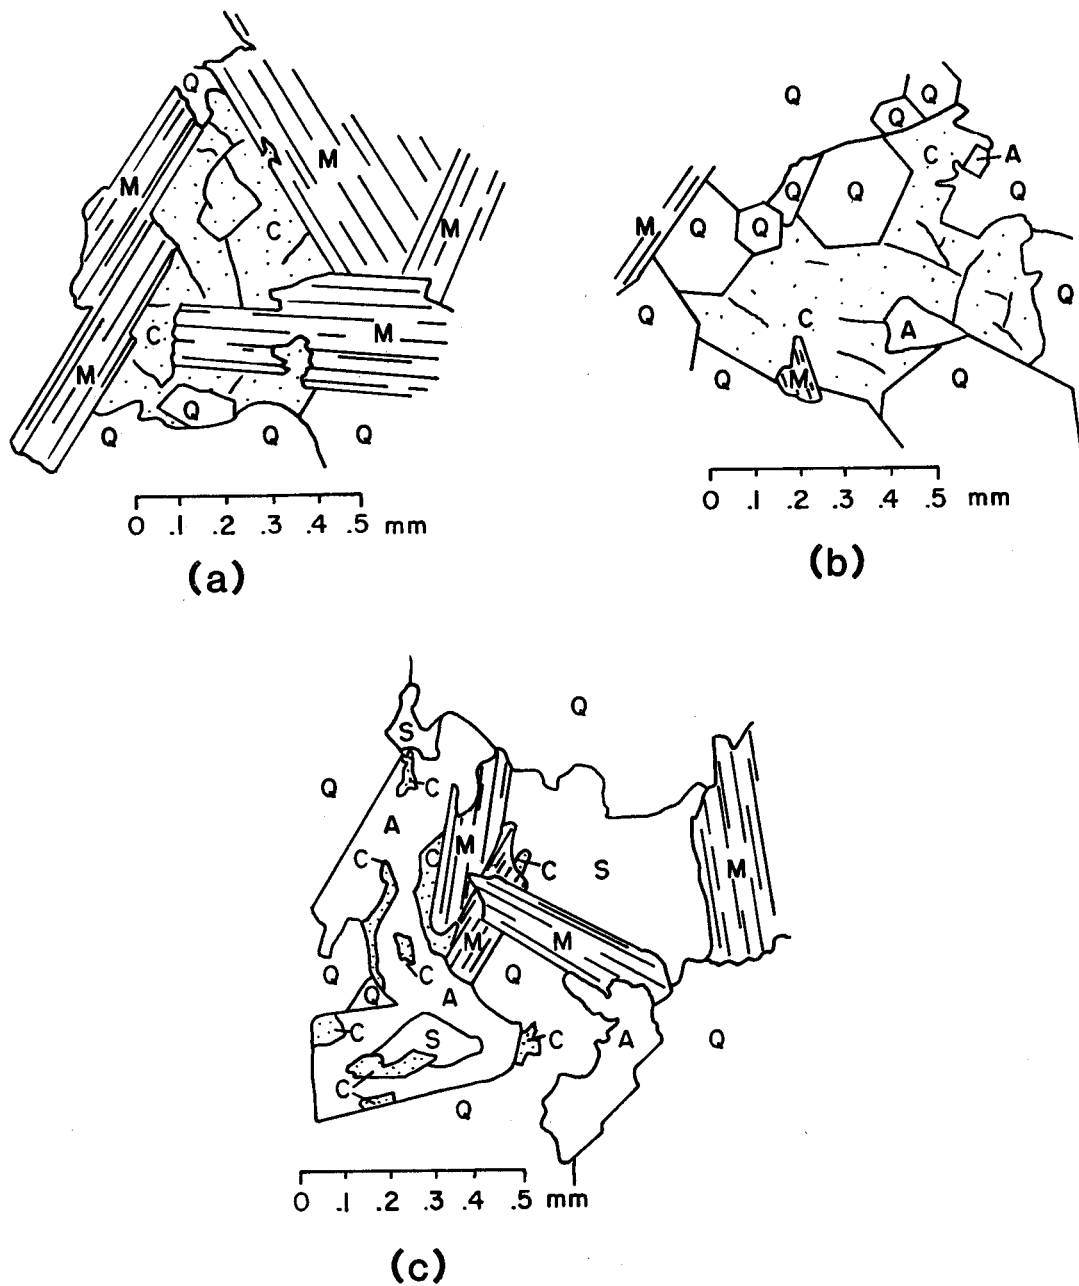 Q
M M
M
C
C M
M
Q
Q Q Q
0 .1 .2 .3 .4 .5 mm
(a)
Q Q
Q
C A
Q Q Q
M Q Q
Q
Q C A
Q M Q
0 .1 .2 .3 .4 .5 mm
(b)
Q
S
Q C
A
C C M C S M
M M
Q C Q
Q A
C S C A Q
C
Q
0 .1 .2 .3 .4 .5 mm
(c)